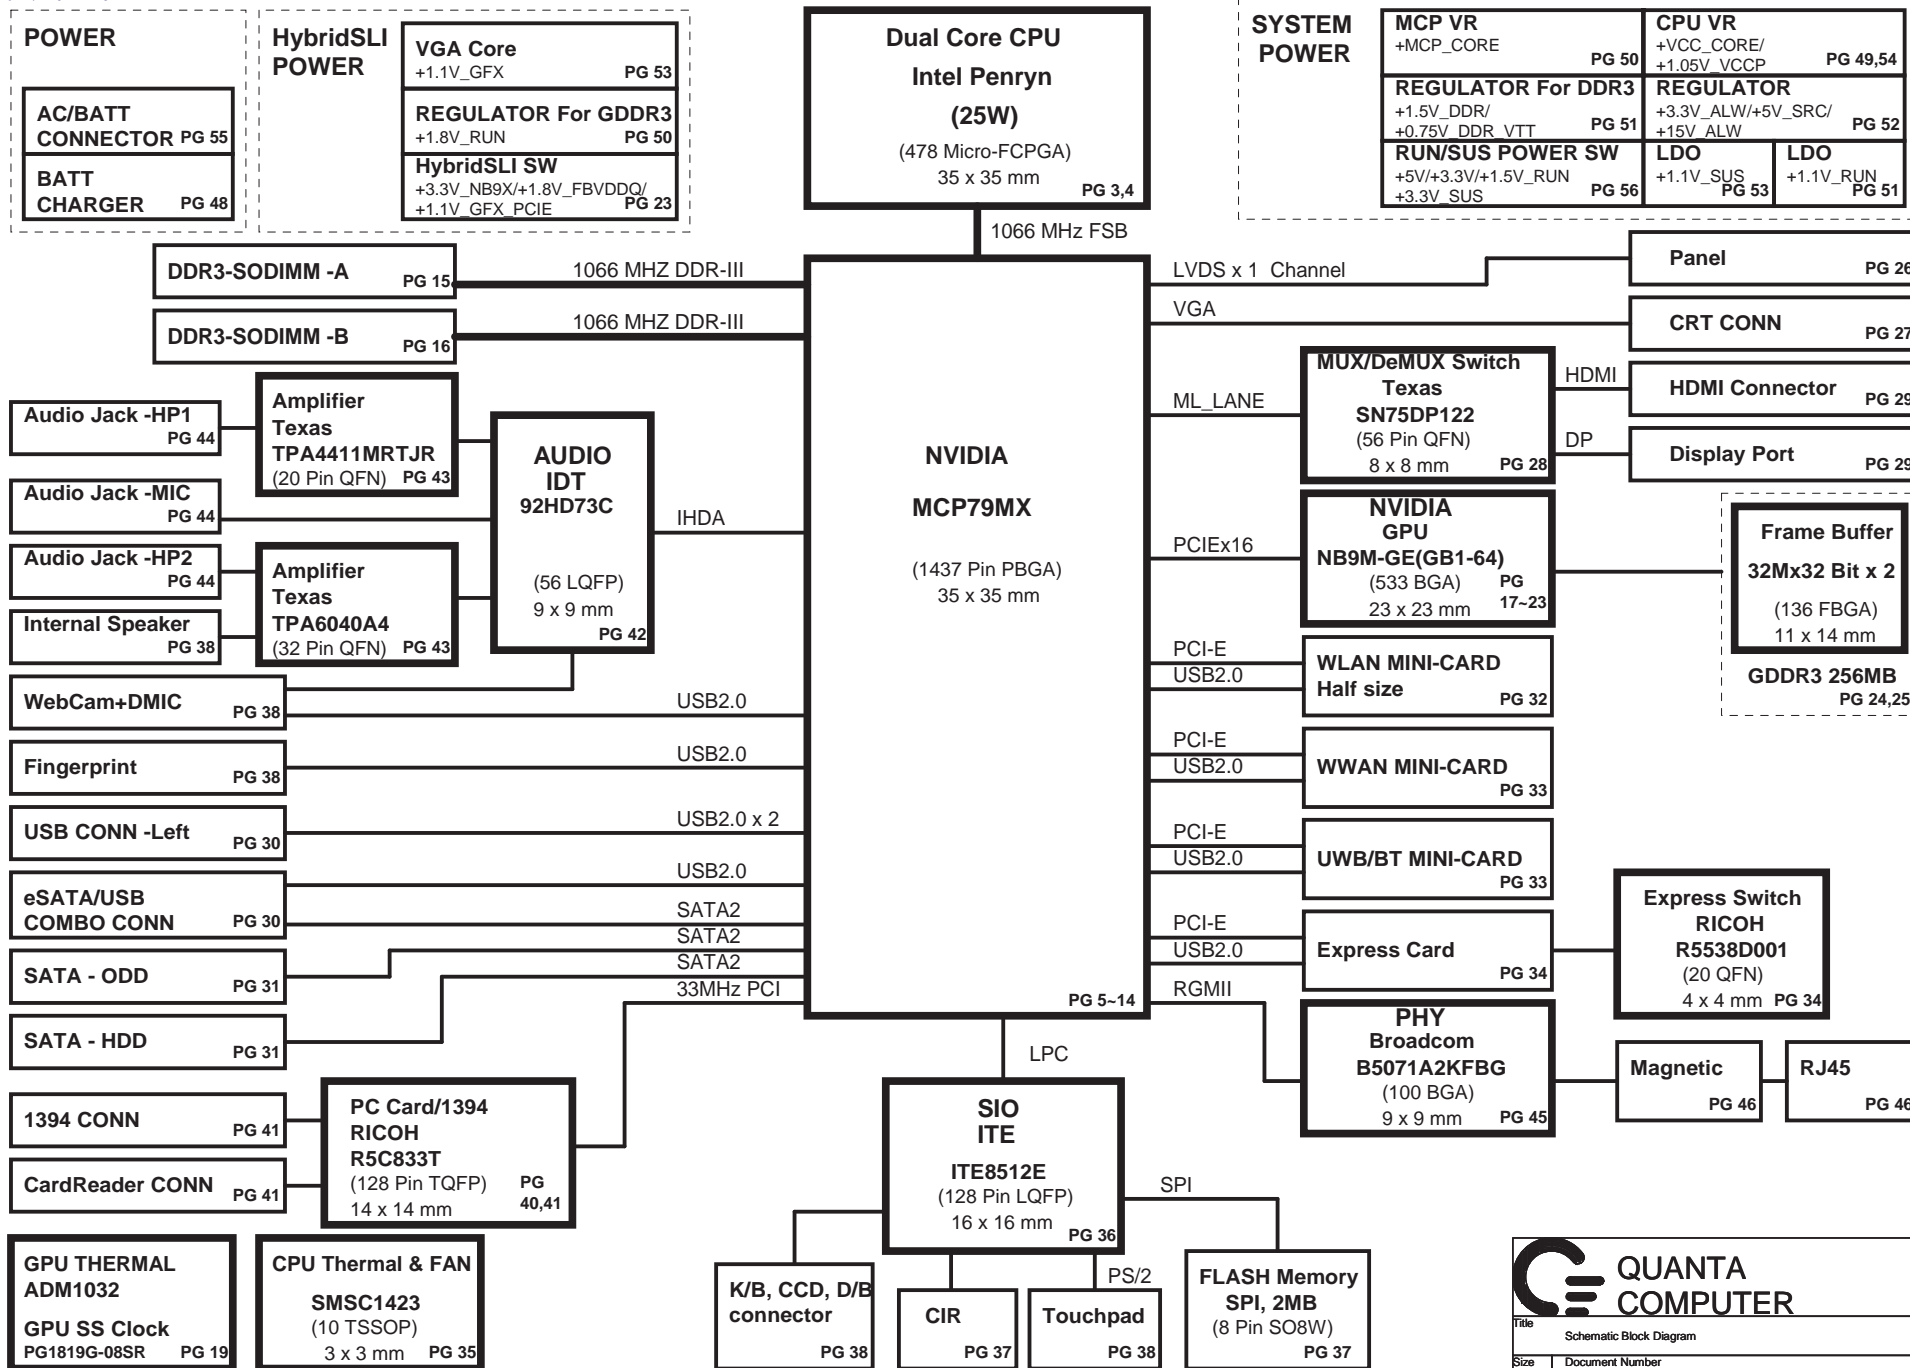 POWER
AC/BATT
CONNECTOR PG 55
BATT
CHARGER PG 48
HybridSLI
POWER
VGA Core
+1.1V_GFX PG 53
REGULATOR For GDDR3
+1.8V_RUN PG 50
HybridSLI SW
+3.3V_NB9X/+1.8V_FBVDDQ/
+1.1V_GFX_PCIE PG 23
Dual Core CPU
Intel Penryn
(25W)
(478 Micro-FCPGA)
35 x 35 mm
PG 3,4
SYSTEM
POWER
MCP VR
+MCP_CORE
PG 50
CPU VR
+VCC_CORE/
+1.05V_VCCP PG 49,54
REGULATOR For DDR3
+1.5V_DDR/
+0.75V_DDR_VTT PG 51
REGULATOR
+3.3V_ALW/+5V_SRC/
+15V_ALW PG 52
RUN/SUS POWER SW
+5V/+3.3V/+1.5V_RUN
+3.3V_SUS PG 56
LDO
+1.1V_SUS
PG 53
LDO
+1.1V_RUN
PG 51
1066 MHz FSB
DDR3-SODIMM -A PG 15
1066 MHZ DDR-III
DDR3-SODIMM -B PG 16
1066 MHZ DDR-III
Audio Jack -HP1
PG 44
Amplifier
Texas
TPA4411MRTJR
(20 Pin QFN) PG 43
Audio Jack -MIC
PG 44
Audio Jack -HP2
PG 44
Amplifier
Texas
TPA6040A4
(32 Pin QFN) PG 43
Internal Speaker
PG 38
AUDIO
IDT
92HD73C
(56 LQFP)
9 x 9 mm
PG 42
IHDA
WebCam+DMIC PG 38
USB2.0
Fingerprint PG 38
USB2.0
USB CONN -Left PG 30
USB2.0 x 2
eSATA/USB
COMBO CONN PG 30
USB2.0
SATA2
SATA - ODD PG 31
SATA2
SATA - HDD PG 31
SATA2
33MHz PCI
1394 CONN PG 41
CardReader CONN PG 41
PC Card/1394
RICOH
R5C833T
(128 Pin TQFP)
14 x 14 mm
PG
40,41
GPU THERMAL
ADM1032
GPU SS Clock
PG1819G-08SR PG 19
CPU Thermal & FAN
SMSC1423
(10 TSSOP)
3 x 3 mm PG 35
NVIDIA
MCP79MX
(1437 Pin PBGA)
35 x 35 mm
PG 5~14
LPC
SIO
ITE
ITE8512E
(128 Pin LQFP)
16 x 16 mm
PG 36
SPI
PS/2
K/B, CCD, D/B
connector
PG 38
CIR
PG 37
Touchpad
PG 38
FLASH Memory
SPI, 2MB
(8 Pin SO8W)
PG 37
LVDS x 1 Channel
Panel
PG 26
VGA
CRT CONN
PG 27
ML_LANE
MUX/DeMUX Switch
Texas
SN75DP122
(56 Pin QFN)
8 x 8 mm PG 28
HDMI
HDMI Connector
PG 29
DP
Display Port
PG 29
PCIEx16
NVIDIA
GPU
NB9M-GE(GB1-64)
(533 BGA)
23 x 23 mm
PG
17~23
Frame Buffer
32Mx32 Bit x 2
(136 FBGA)
11 x 14 mm
GDDR3 256MB
PG 24,25
PCI-E
USB2.0
WLAN MINI-CARD
Half size
PG 32
PCI-E
USB2.0
WWAN MINI-CARD
PG 33
PCI-E
USB2.0
UWB/BT MINI-CARD
PG 33
PCI-E
USB2.0
Express Card
PG 34
Express Switch
RICOH
R5538D001
(20 QFN)
4 x 4 mm PG 34
RGMII
PHY
Broadcom
B5071A2KFBG
(100 BGA)
9 x 9 mm PG 45
Magnetic
PG 46
RJ45
PG 46
QUANTA
COMPUTER
Title
Schematic Block Diagram
Size Document Number